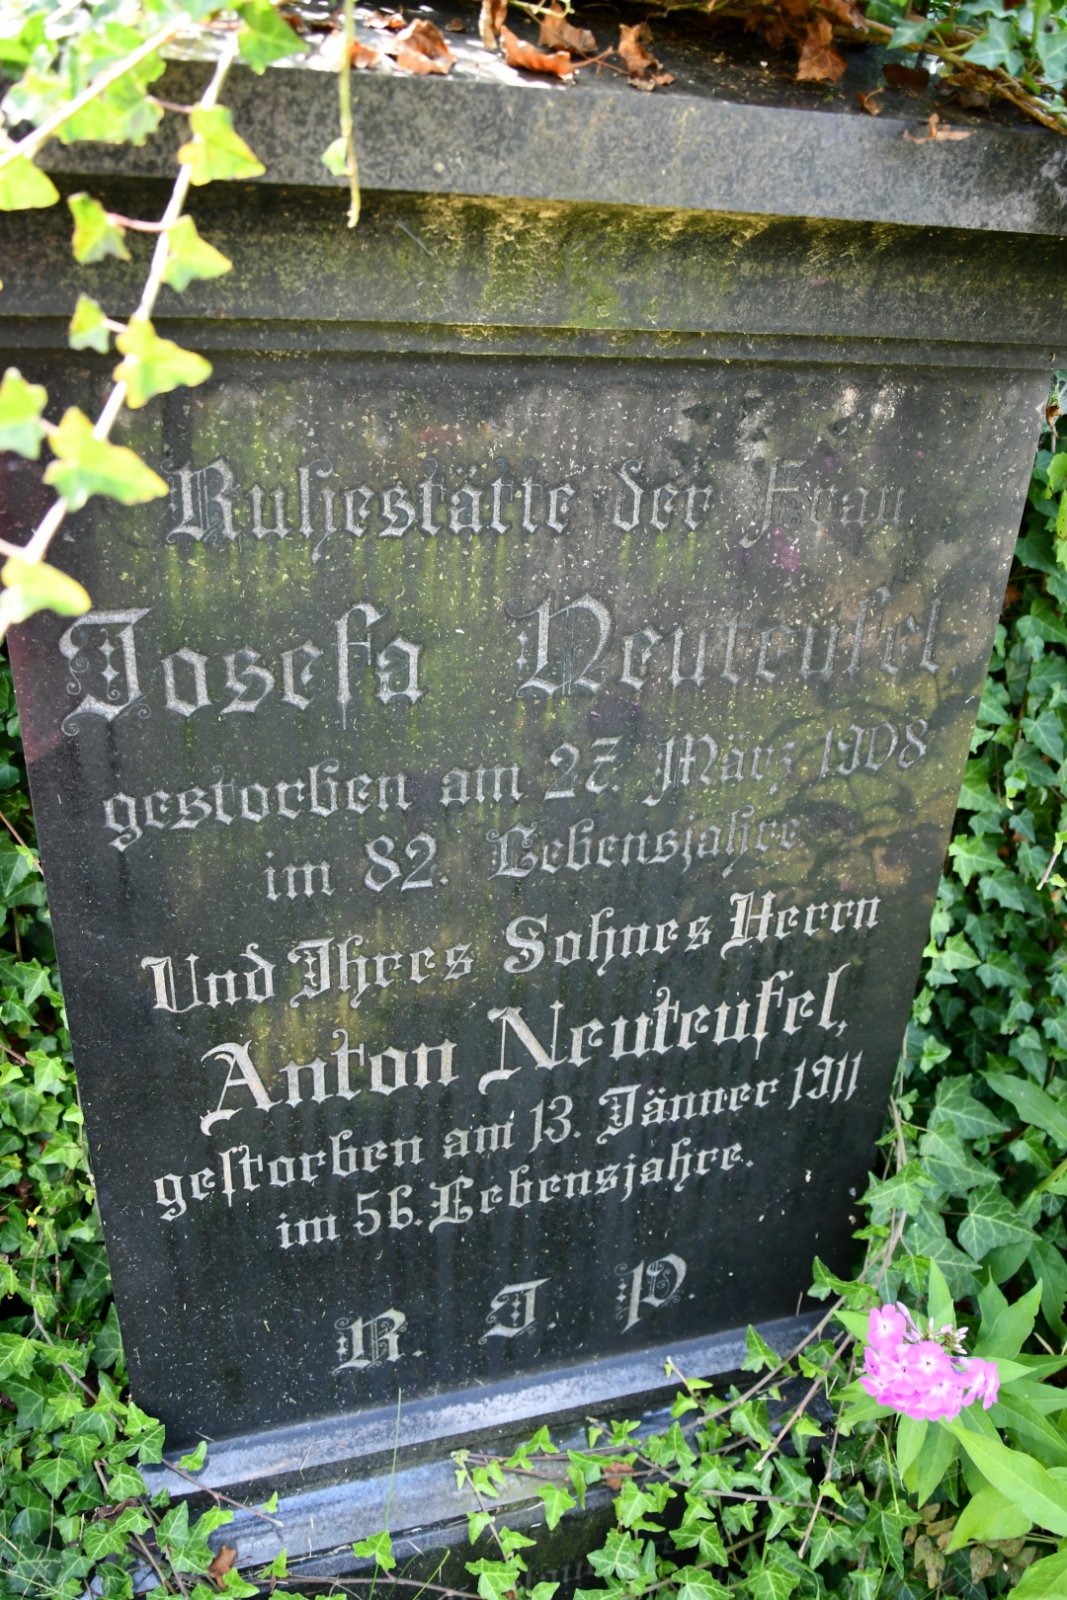 Ruhestätte der Frau
Josefa Neuteufel
gestorben am 27. März 1908
im 82. Lebensjahre
Und Ihres Sohnes Herrn
Anton Neuteufel,
geſtorben am 13. Jänner 1911
im 56. Lebensjahre.
R. I. P.